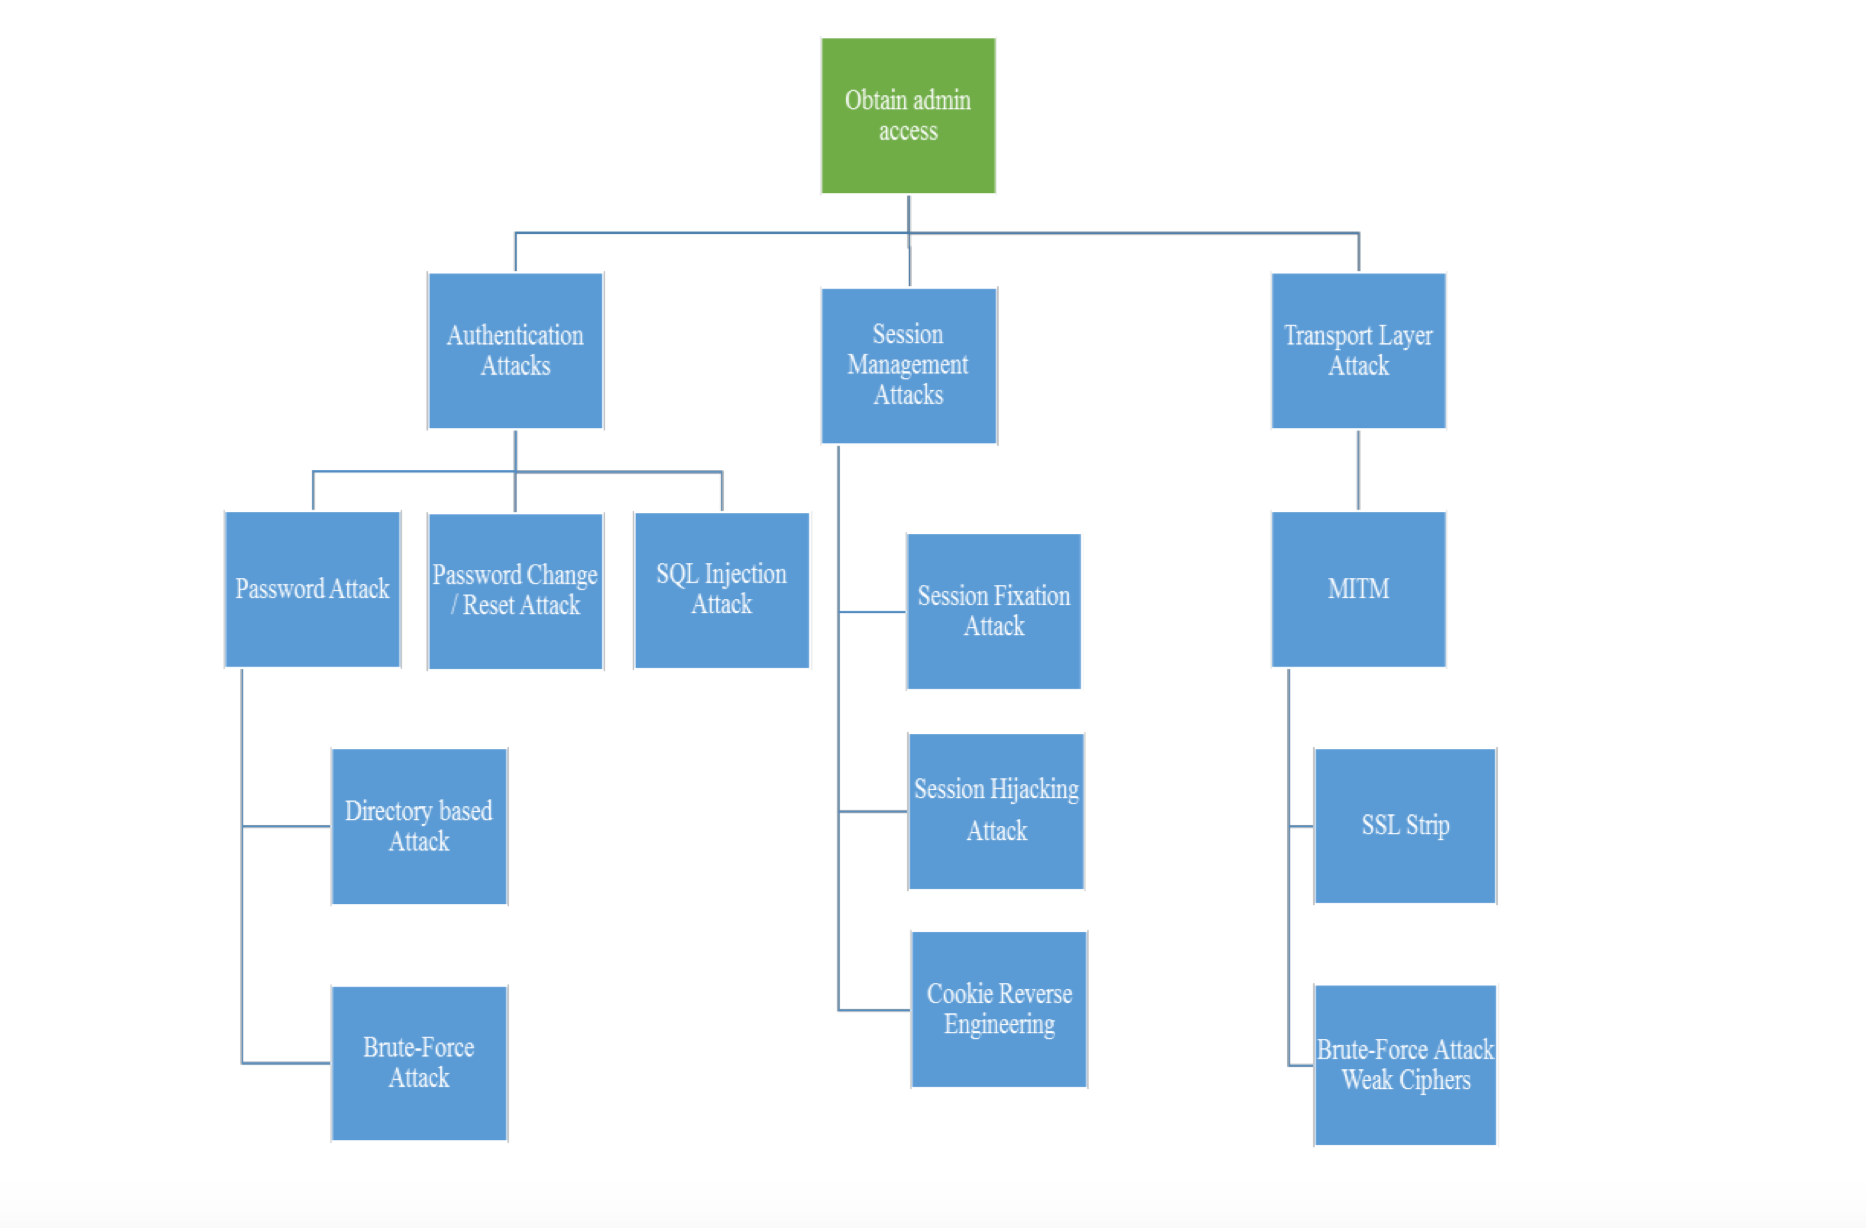 Obtain admin
access
Authentication
Attacks
Session
Management
Attacks
Transport Layer
Attack
Password Attack
Password Change
/ Reset Attack
SQL Injection
Attack
Session Fixation
Attack
MITM
Directory based
Attack
Session Hijacking
Attack
SSL Strip
Brute-Force
Attack
Cookie Reverse
Engineering
Brute-Force Attack
Weak Ciphers